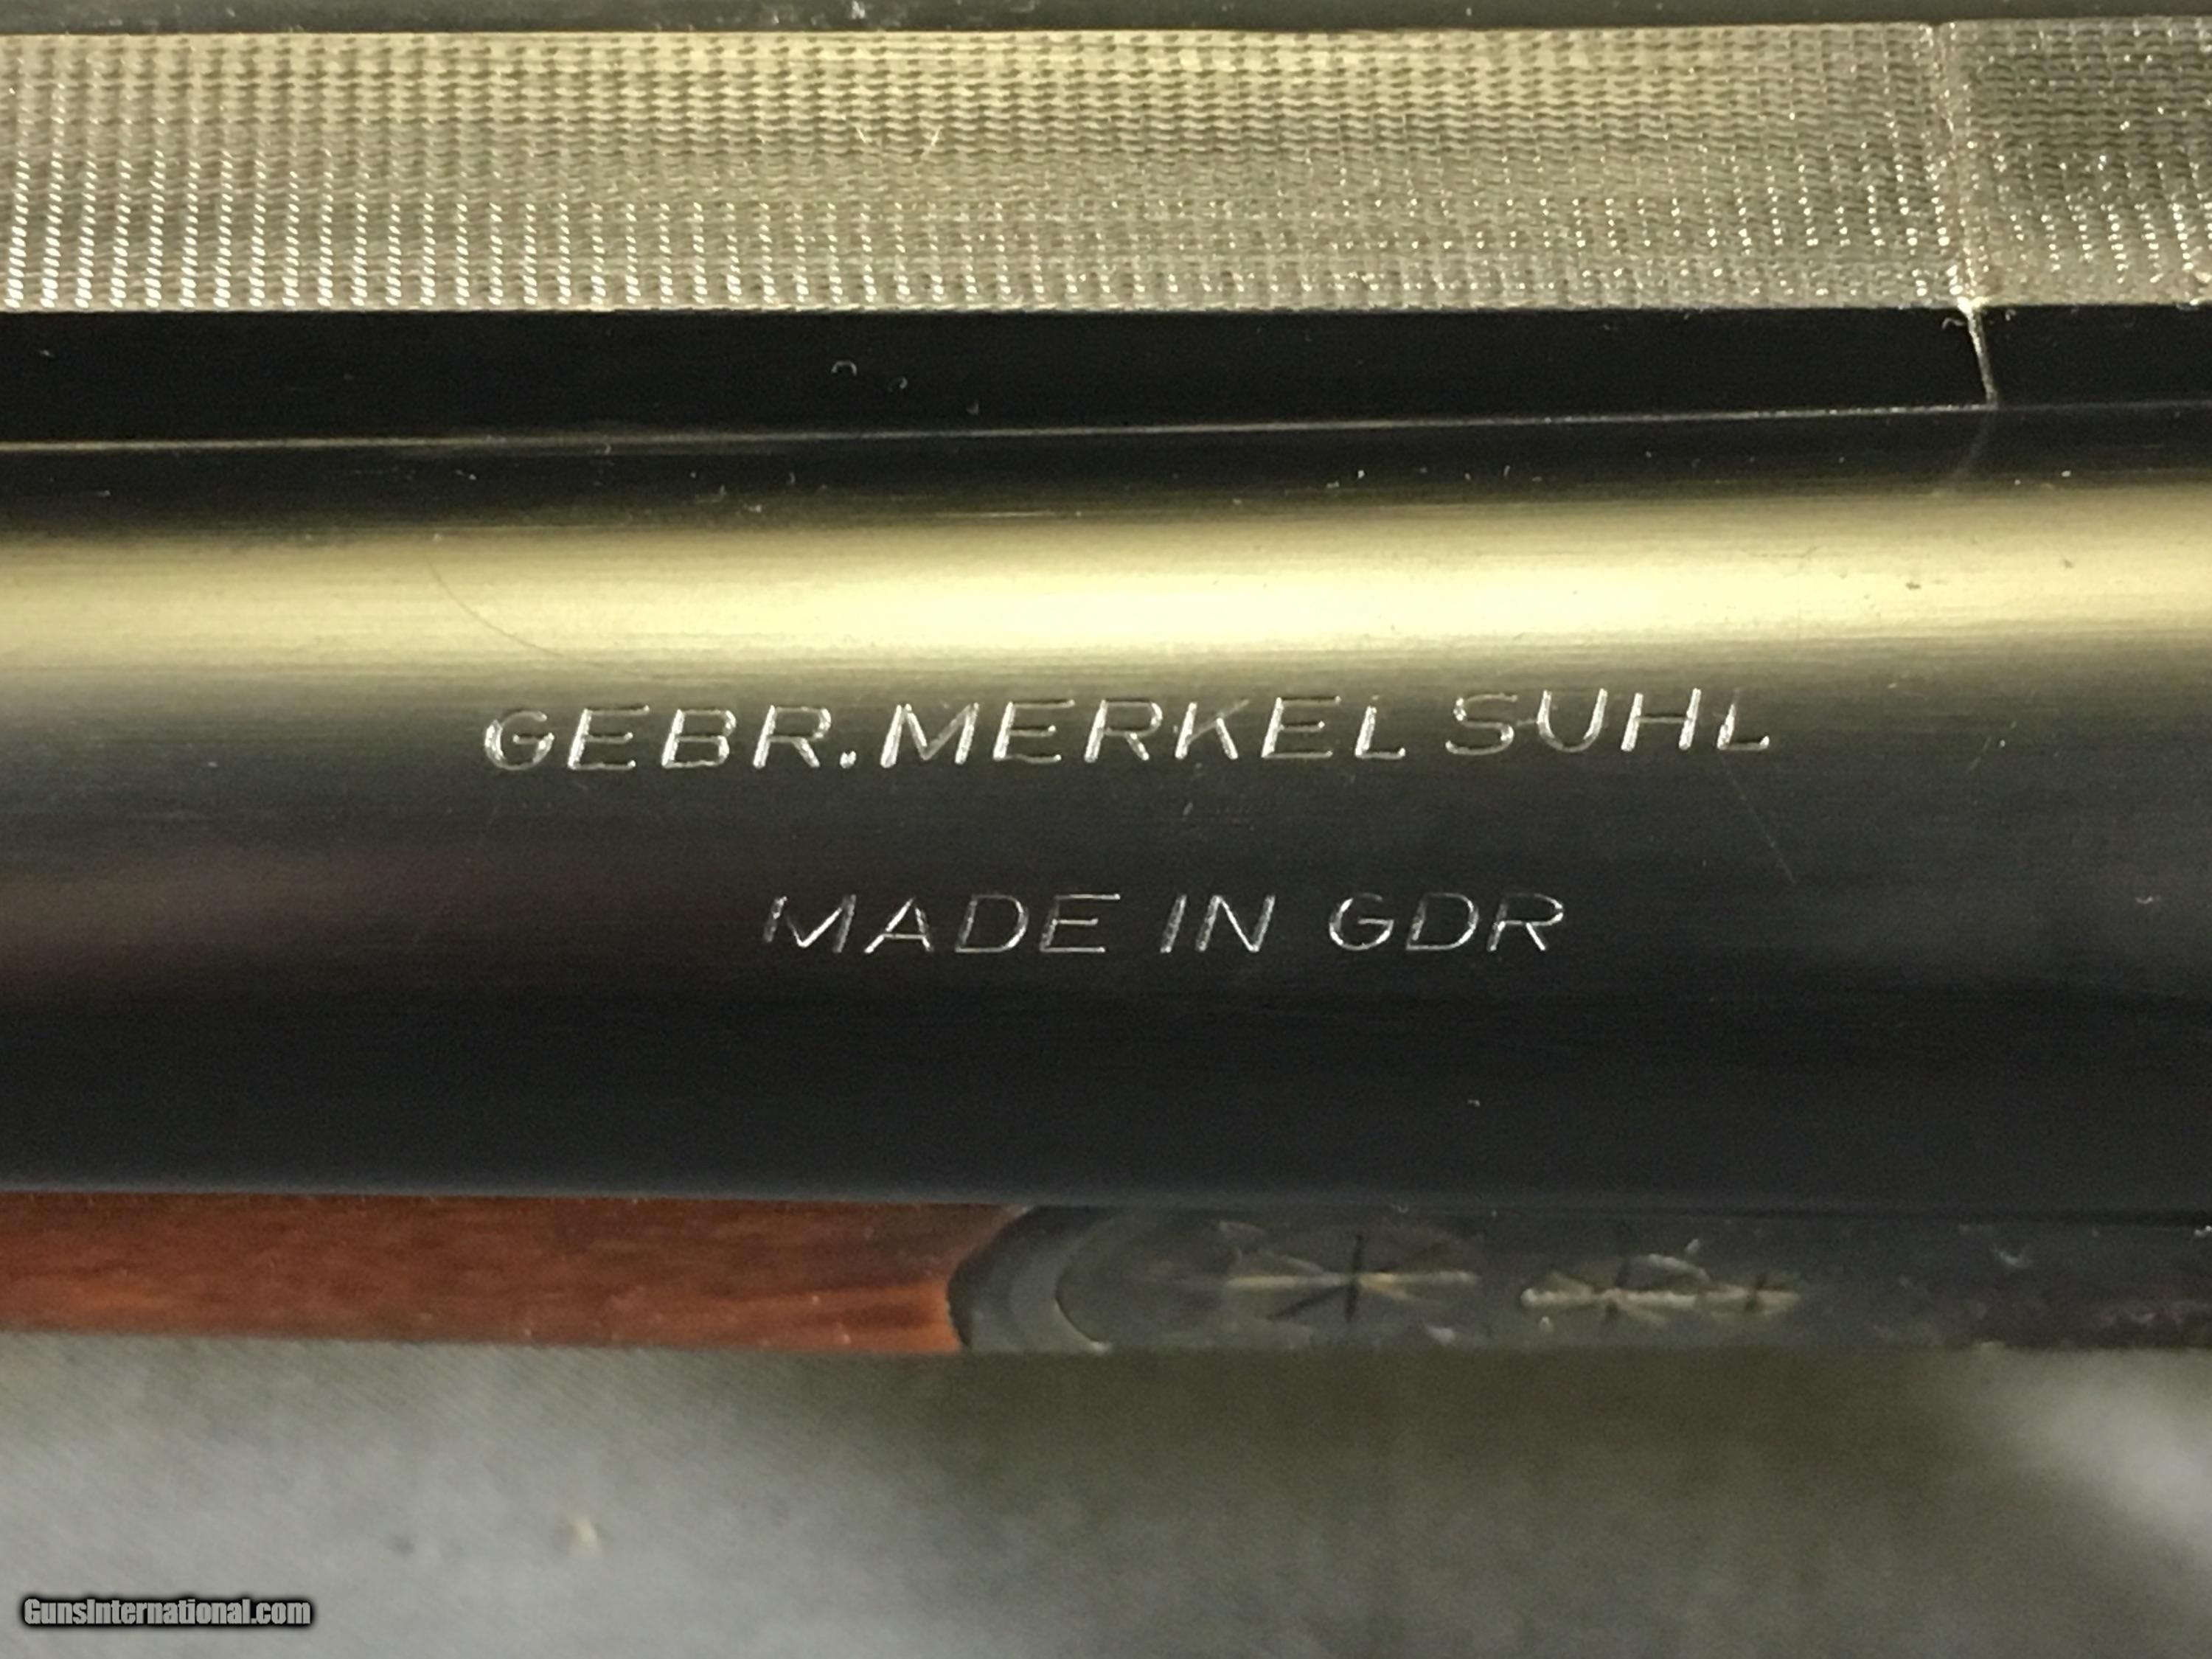 GEBR.MERKEL SUHL
MADE IN GDR
GunsInternational.com